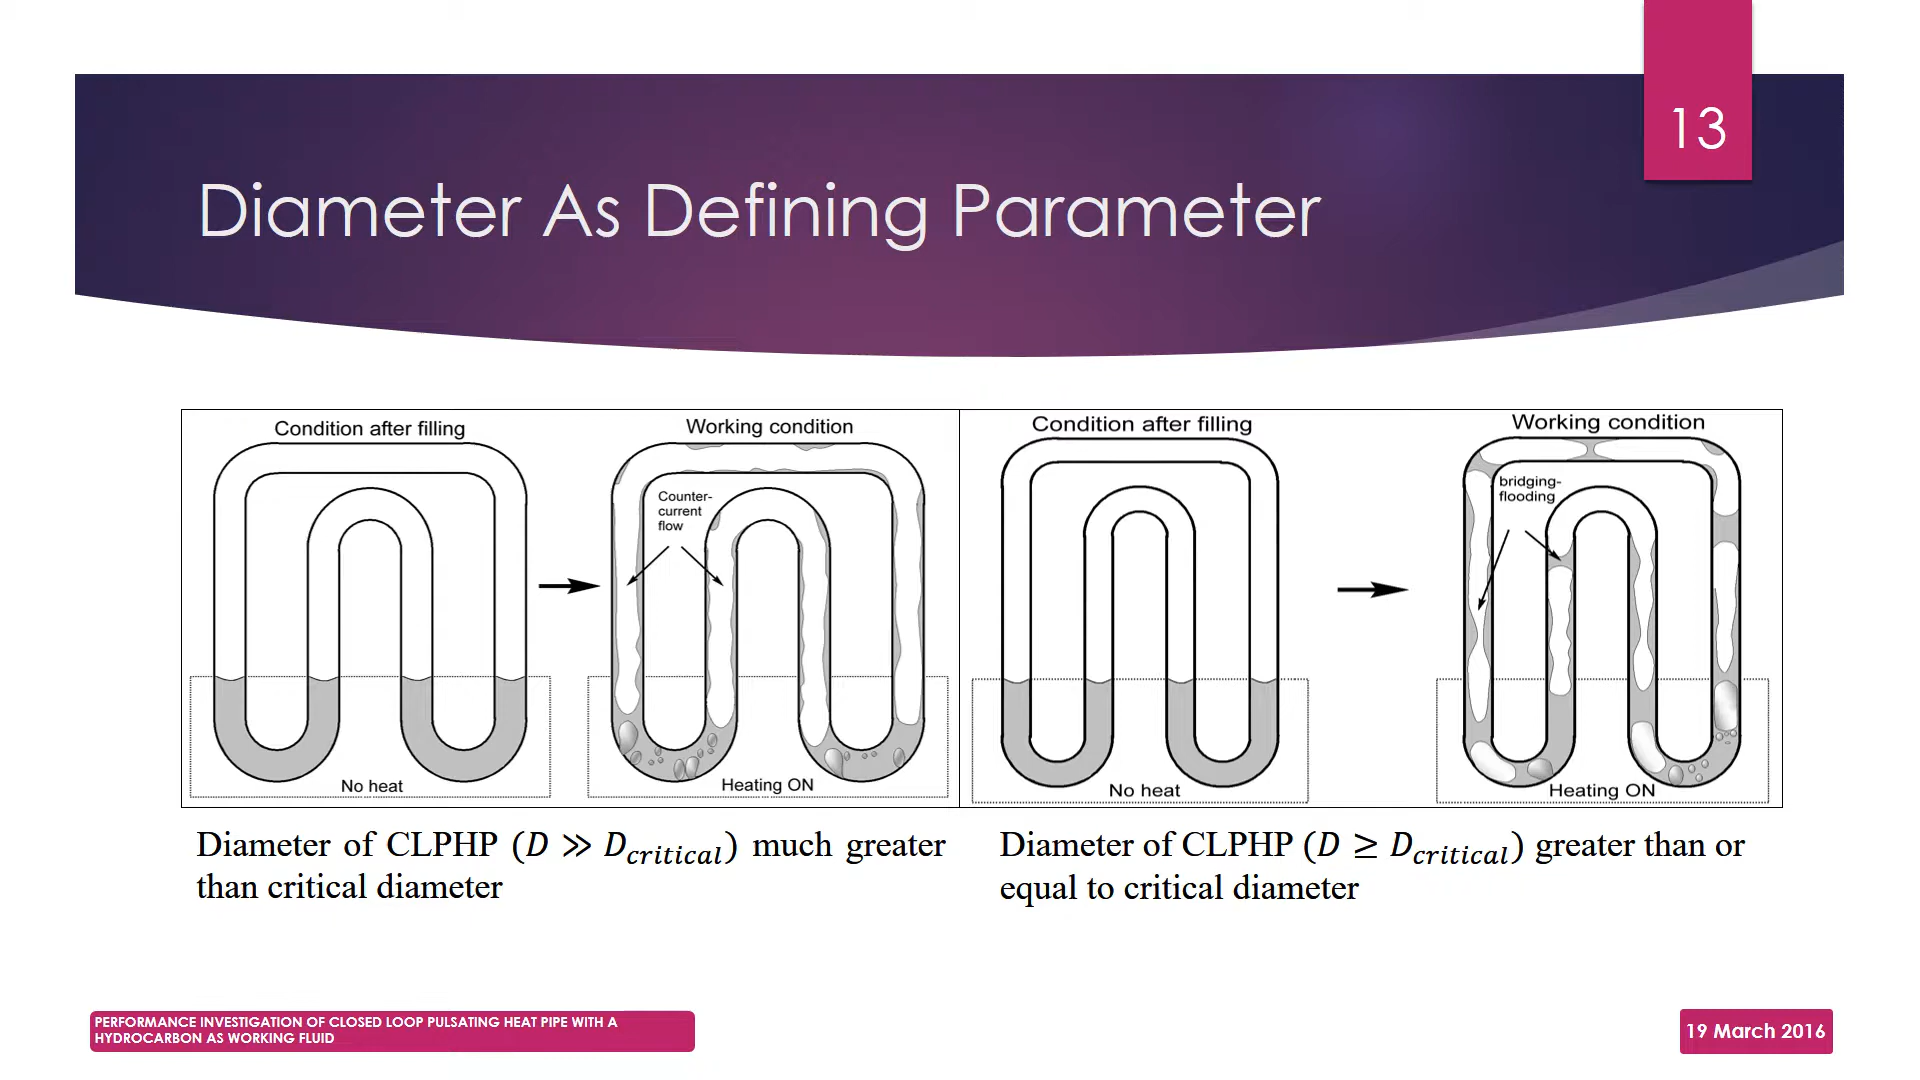 13
Diameter As Defining Parameter
Condition after filling
Working condition
Counter-
current
flow
No heat
Heating ON
Condition after filling
Working condition
bridging-
flooding
No heat
Heating ON
Diameter of CLPHP (D ≫ D_critical) much greater
than critical diameter
Diameter of CLPHP (D ≥ D_critical) greater than or
equal to critical diameter
PERFORMANCE INVESTIGATION OF CLOSED LOOP PULSATING HEAT PIPE WITH A
HYDROCARBON AS WORKING FLUID
19 March 2016